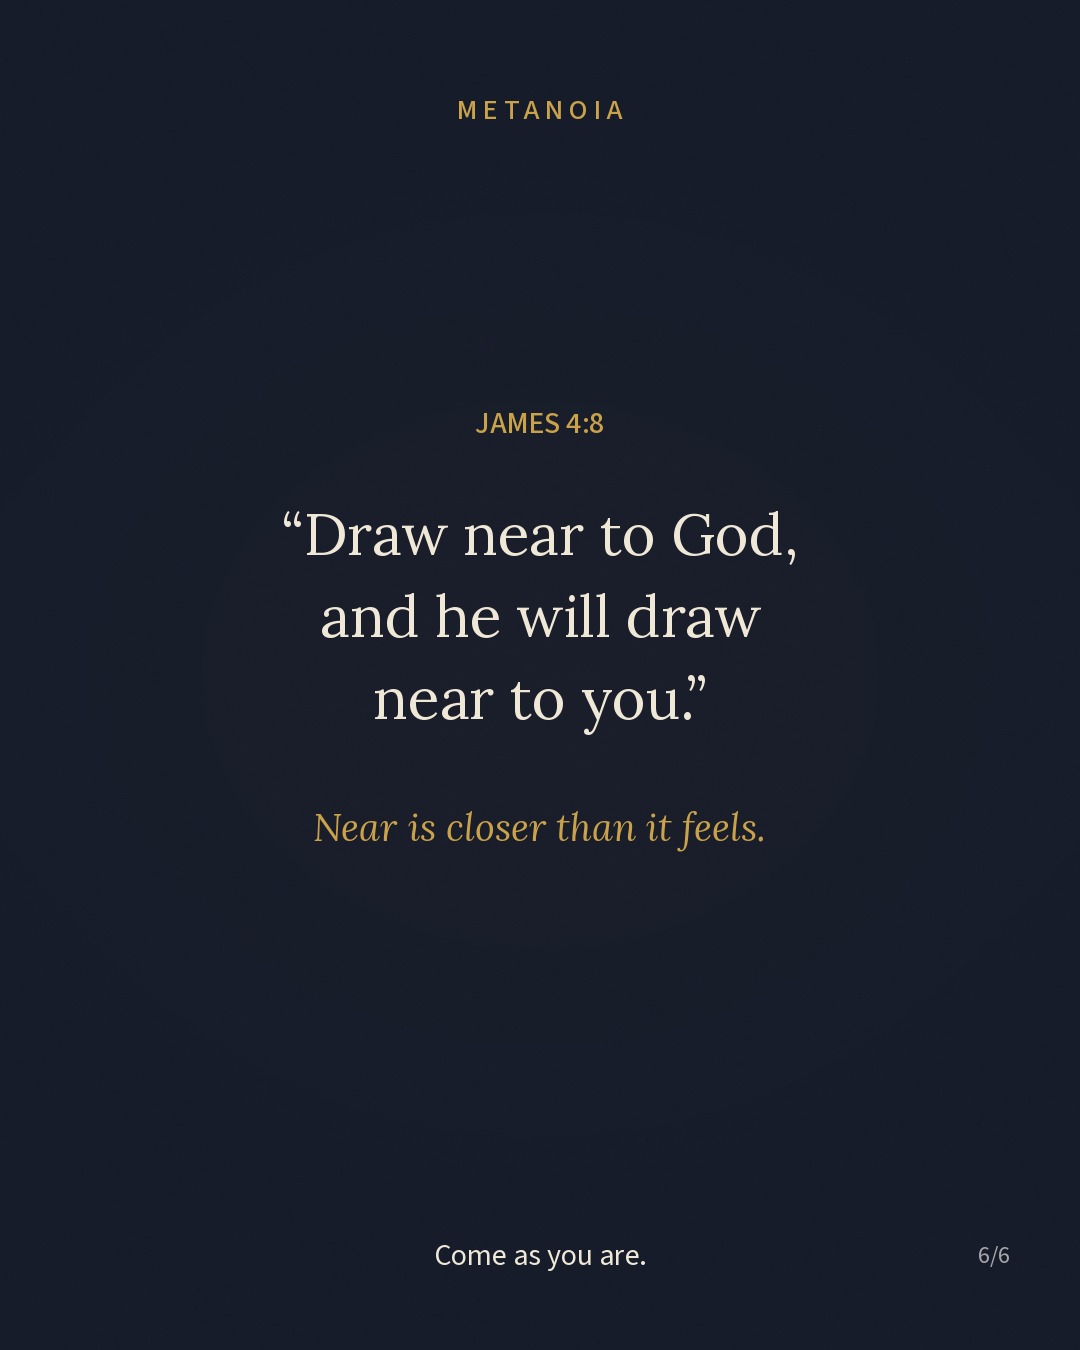 METANOIA
JAMES 4:8
“Draw near to God,
and he will draw
near to you.”
Near is closer than it feels.
Come as you are.
6/6